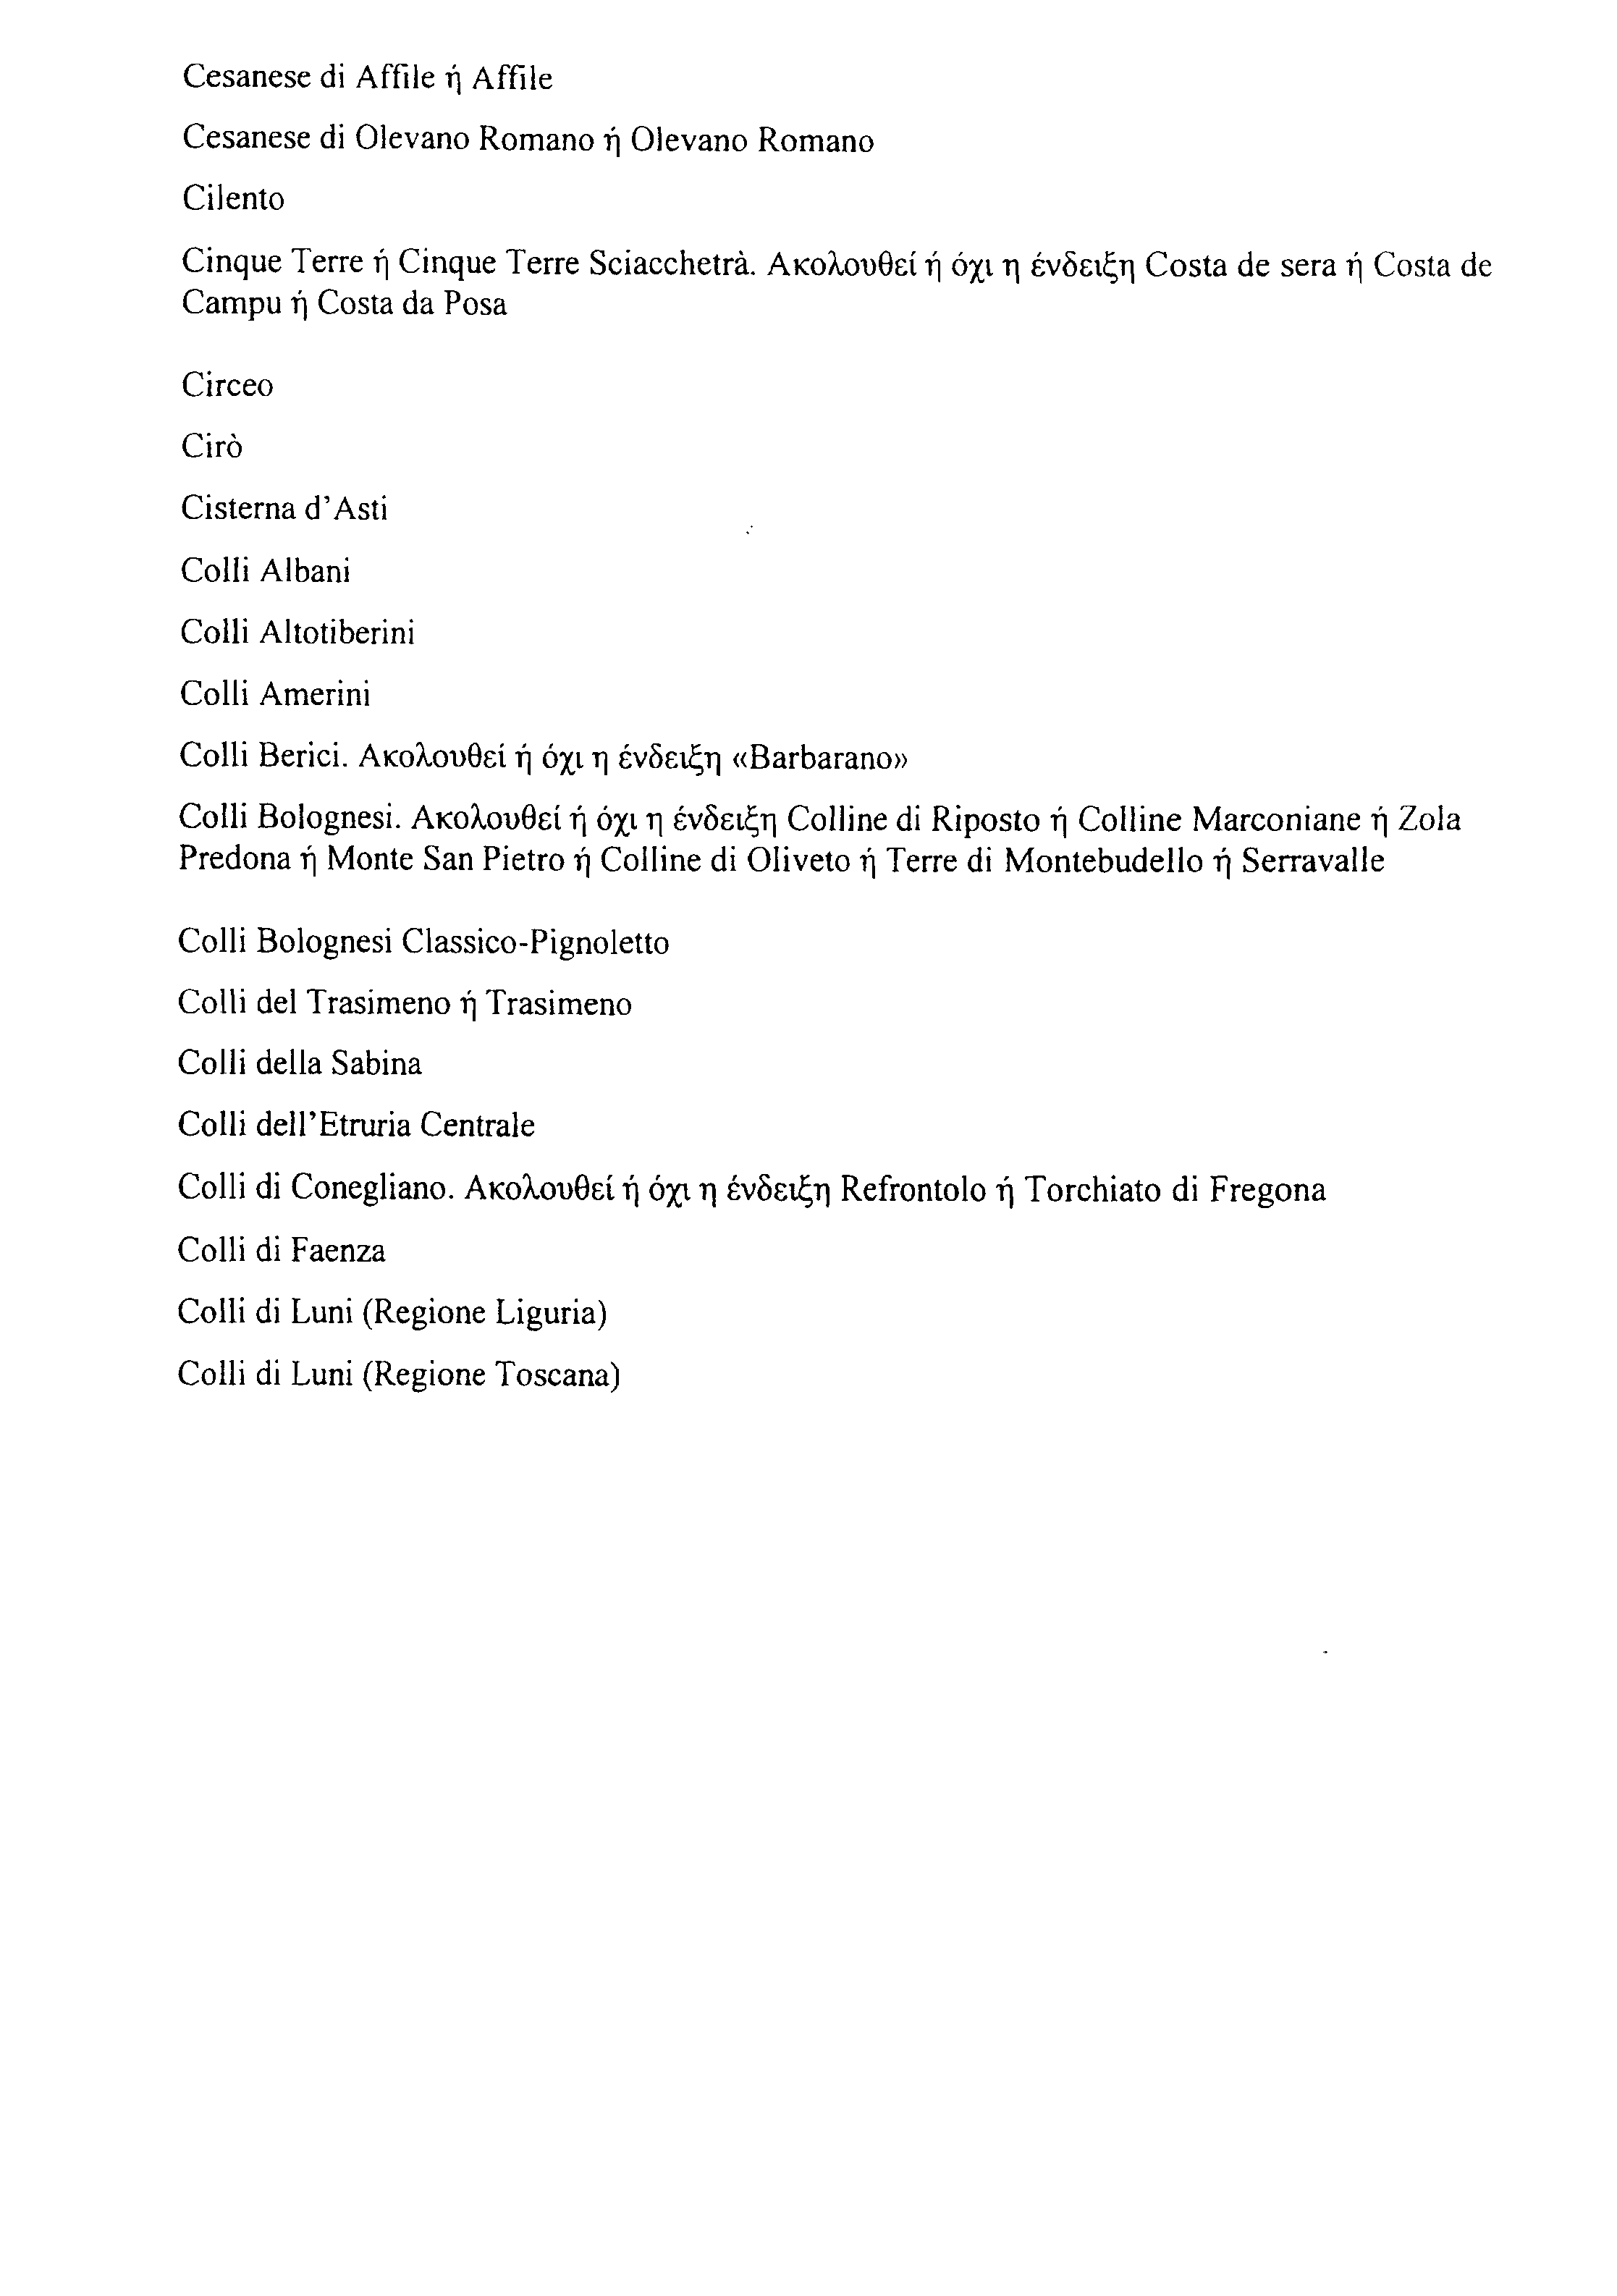 Cesanese di Affile ή Affile
Cesanese di Olevano Romano ή Olevano Romano
Cilento
Cinque Terre ή Cinque Terre Sciacchetrà. Ακολουθεί ή όχι η ένδειξη Costa de sera ή Costa de
Campu ή Costa da Posa
Circeo
Cirò
Cisterna d’Asti
Colli Albani
Colli Altotiberini
Colli Amerini
Colli Berici. Ακολουθεί ή όχι η ένδειξη «Barbarano»
Colli Bolognesi. Ακολουθεί ή όχι η ένδειξη Colline di Riposto ή Colline Marconiane ή Zola
Predona ή Monte San Pietro ή Colline di Oliveto ή Terre di Montebudello ή Serravalle
Colli Bolognesi Classico-Pignoletto
Colli del Trasimeno ή Trasimeno
Colli della Sabina
Colli dell’Etruria Centrale
Colli di Conegliano. Ακολουθεί ή όχι η ένδειξη Refrontolo ή Torchiato di Fregona
Colli di Faenza
Colli di Luni (Regione Liguria)
Colli di Luni (Regione Toscana)